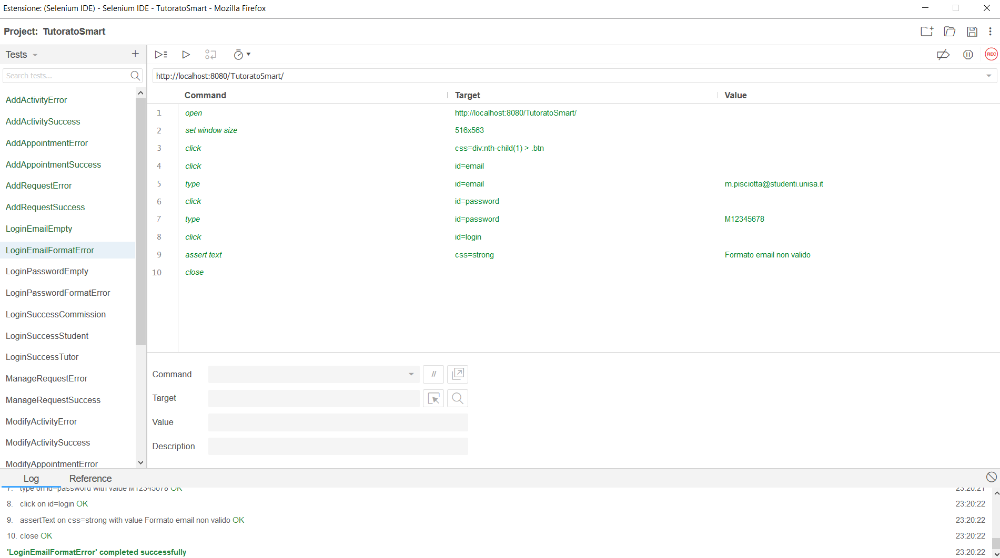 Estensione: (Selenium IDE) - Selenium IDE - TutoratoSmart - Mozilla Firefox
Project: TutoratoSmart
Tests
Search tests...
REC
http://localhost:8080/TutoratoSmart/
AddActivityError
AddActivitySuccess
AddAppointmentError
AddAppointmentSuccess
AddRequestError
AddRequestSuccess
LoginEmailEmpty
LoginEmailFormatError
LoginPasswordEmpty
LoginPasswordFormatError
LoginSuccessCommission
LoginSuccessStudent
LoginSuccessTutor
ManageRequestError
ManageRequestSuccess
ModifyActivityError
ModifyActivitySuccess
ModifyAppointmentError
Command Target Value
1 open http://localhost:8080/TutoratoSmart/
2 set window size 516x563
3 click css=div:nth-child(1) > .btn
4 click id=email
5 type id=email m.pisciotta@studenti.unisa.it
6 click id=password
7 type id=password M12345678
8 click id=login
9 assert text css=strong Formato email non valido
10 close
Command //
Target
Value
Description
Log Reference
7. type on id=password with value M12345678 OK 23:20:21
8. click on id=login OK 23:20:22
9. assertText on css=strong with value Formato email non valido OK 23:20:22
10. close OK 23:20:22
'LoginEmailFormatError' completed successfully 23:20:22